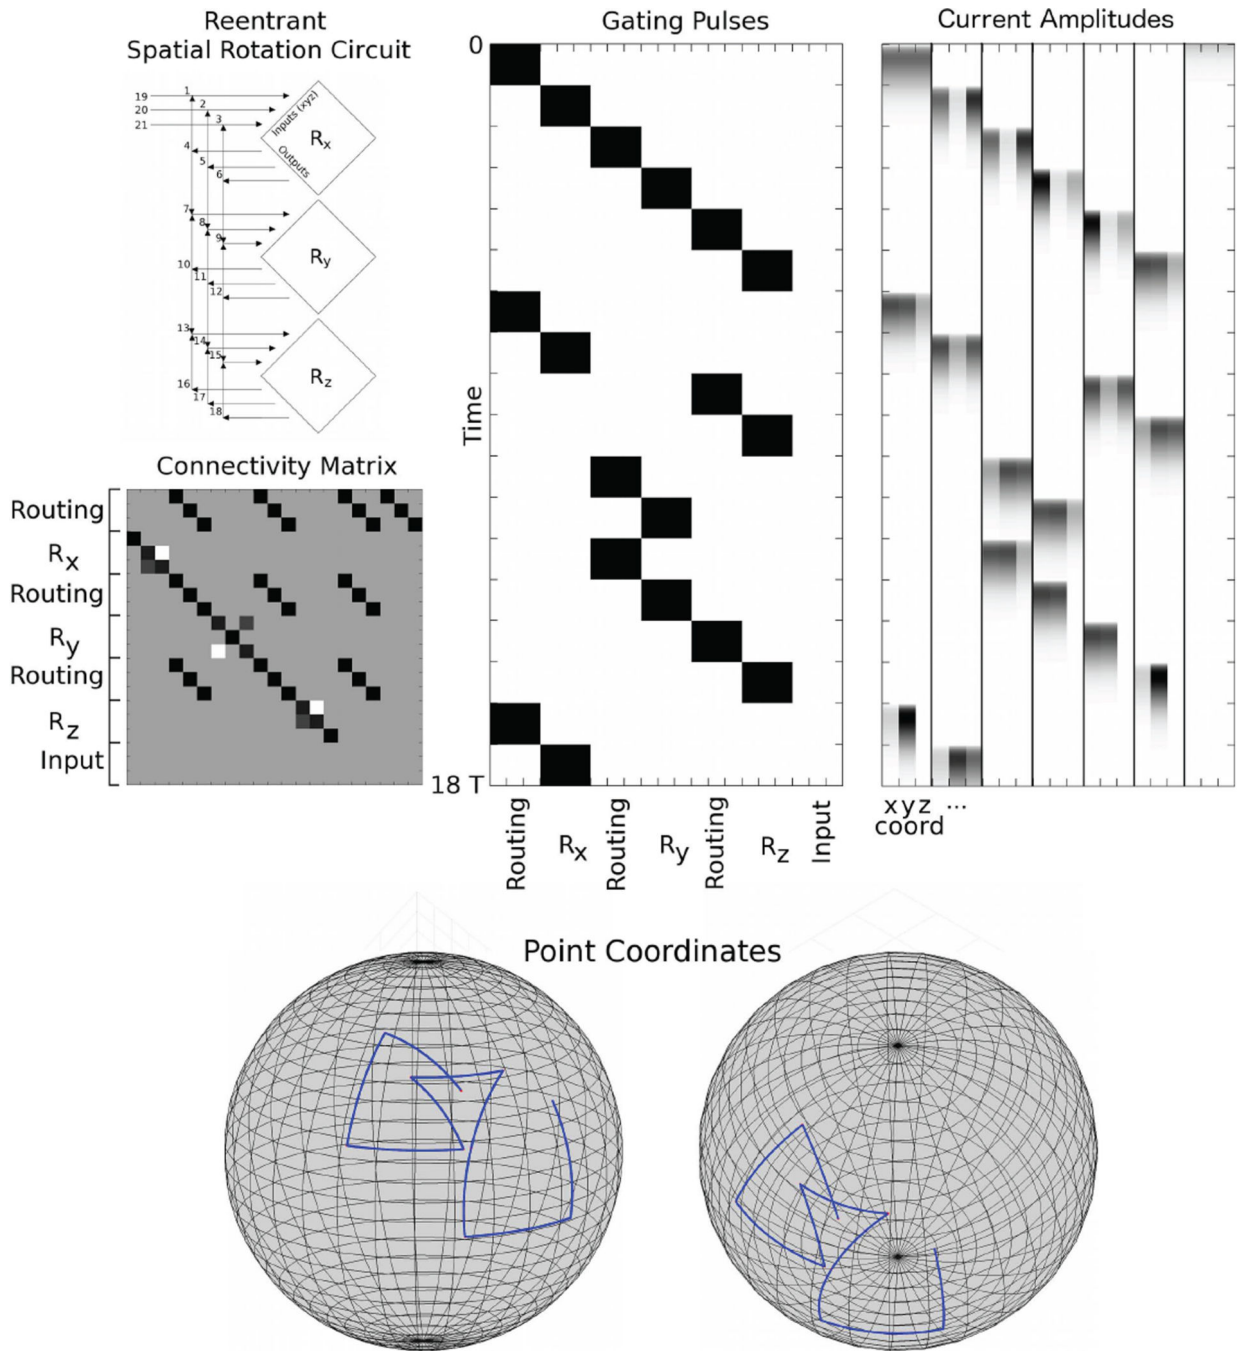 Reentrant
Spatial Rotation Circuit
19
20
21
1
2
3
Inputs (xyz)
Outputs
Rx
4
5
6
7
8
9
Ry
10
11
12
13
14
15
Rz
16
17
18
Gating Pulses
0
Time
18 T
Routing
Rx
Routing
Ry
Routing
Rz
Input
Current Amplitudes
x y z ...
coord
Connectivity Matrix
Routing
Rx
Routing
Ry
Routing
Rz
Input
Point Coordinates